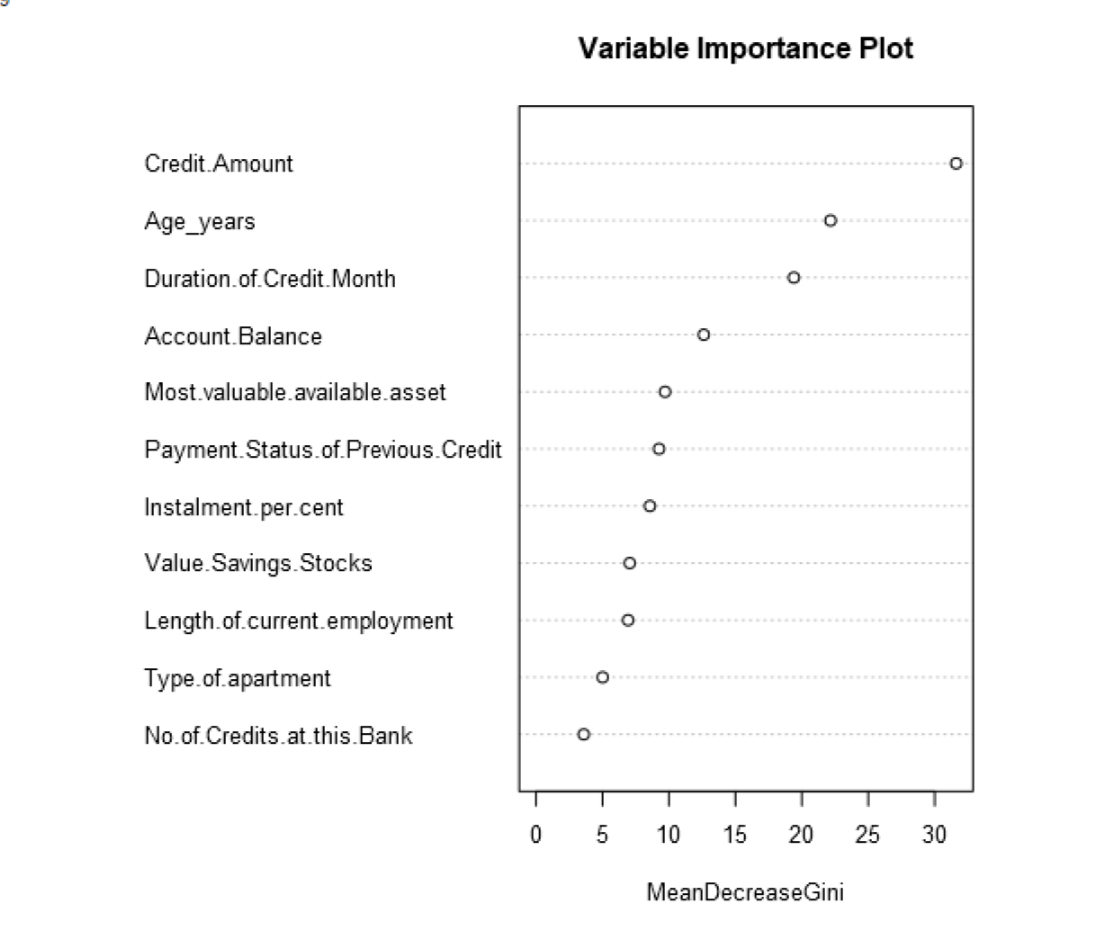 Variable Importance Plot
Credit.Amount
Age_years
Duration.of.Credit.Month
Account.Balance
Most.valuable.available.asset
Payment.Status.of.Previous.Credit
Instalment.per.cent
Value.Savings.Stocks
Length.of.current.employment
Type.of.apartment
No.of.Credits.at.this.Bank
0 5 10 15 20 25 30
MeanDecreaseGini